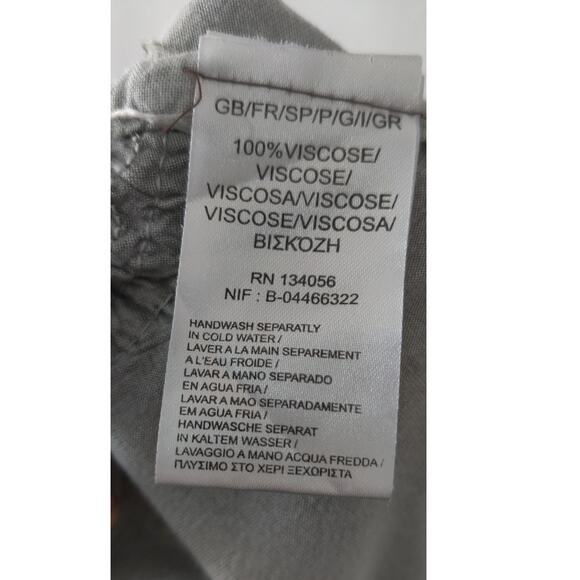 GB/FR/SP/P/G/I/GR
100%VISCOSE/
VISCOSE/
VISCOSA/VISCOSE/
VISCOSE/VISCOSA/
ΒΙΣΚΌΖΗ
RN 134056
NIF : B-04466322
HANDWASH SEPARATLY
IN COLD WATER /
LAVER A LA MAIN SEPAREMENT
A L'EAU FROIDE /
LAVAR A MANO SEPARADO
EN AGUA FRIA /
LAVAR A MAO SEPARADAMENTE
EM AGUA FRIA /
HANDWASCHE SEPARAT
IN KALTEM WASSER /
LAVAGGIO A MANO ACQUA FREDDA /
ΠΛΥΣΙΜΟ ΣΤΟ ΧΕΡΙ ΞΕΧΩΡΙΣΤΑ